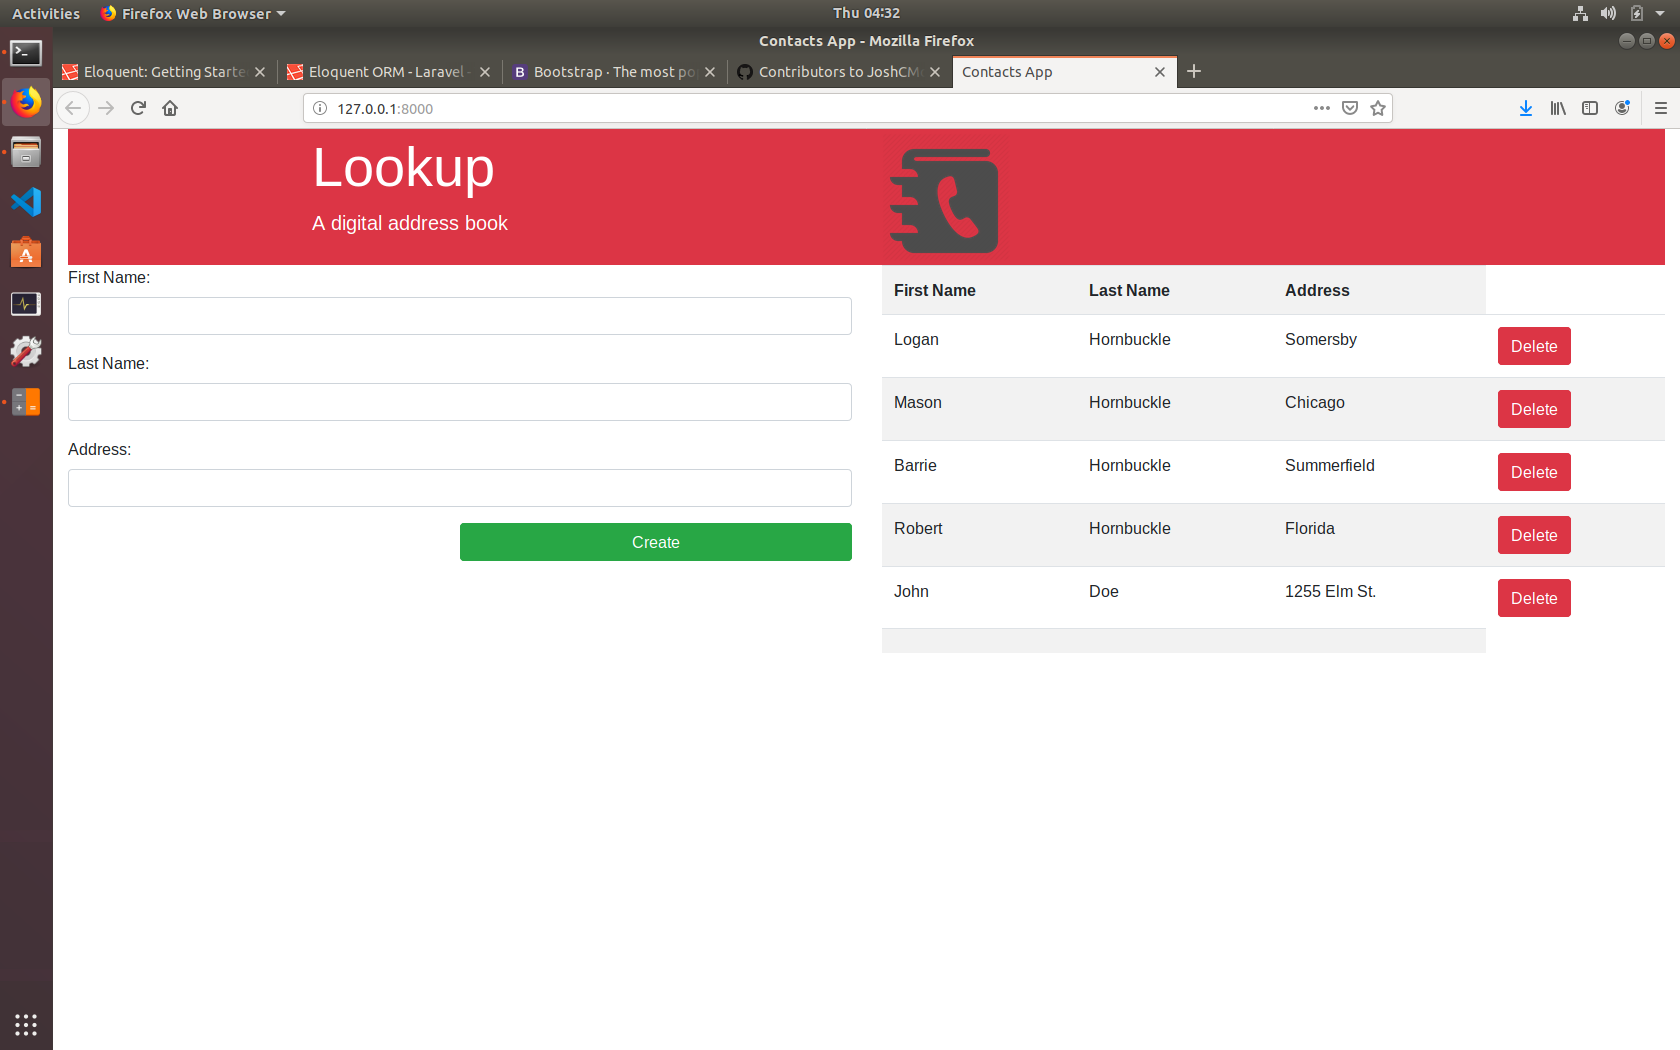 Activities Firefox Web Browser Thu 04:32
Contacts App - Mozilla Firefox
Eloquent: Getting Starte Eloquent ORM - Laravel - Bootstrap · The most po Contributors to JoshCM Contacts App
127.0.0.1:8000
Lookup
A digital address book
First Name:
Last Name:
Address:
Create
First Name Last Name Address
Logan Hornbuckle Somersby Delete
Mason Hornbuckle Chicago Delete
Barrie Hornbuckle Summerfield Delete
Robert Hornbuckle Florida Delete
John Doe 1255 Elm St. Delete